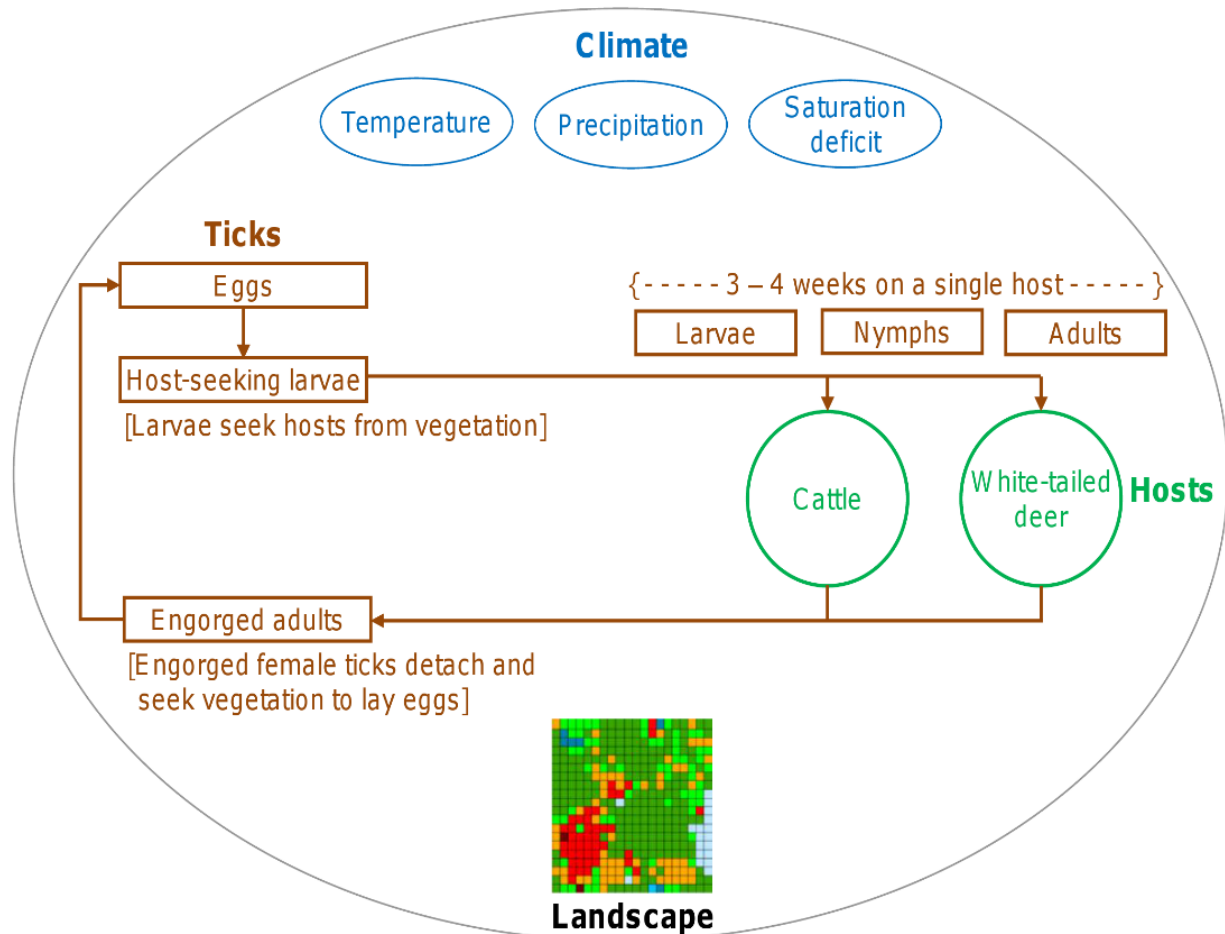 Climate
Temperature
Precipitation
Saturation
deficit
Ticks
Eggs
{- - - - - 3 – 4 weeks on a single host - - - - - }
Larvae
Nymphs
Adults
Host-seeking larvae
[Larvae seek hosts from vegetation]
Cattle
White-tailed
deer
Hosts
Engorged adults
[Engorged female ticks detach and
seek vegetation to lay eggs]
Landscape